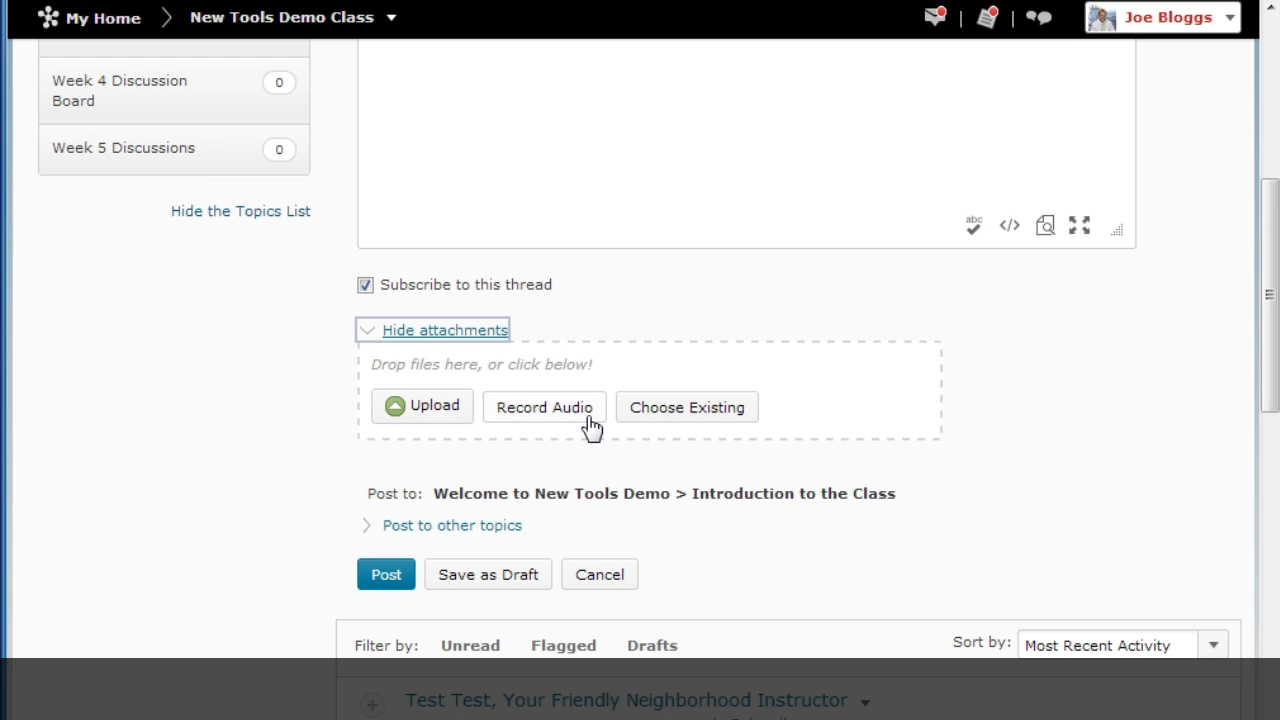 My Home
New Tools Demo Class
Joe Bloggs
Week 4 Discussion
Board
0
Week 5 Discussions
0
Hide the Topics List
abc
</>
Subscribe to this thread
Hide attachments
Drop files here, or click below!
Upload
Record Audio
Choose Existing
Post to: Welcome to New Tools Demo > Introduction to the Class
Post to other topics
Post
Save as Draft
Cancel
Filter by: Unread Flagged Drafts
Sort by: Most Recent Activity
Test Test, Your Friendly Neighborhood Instructor